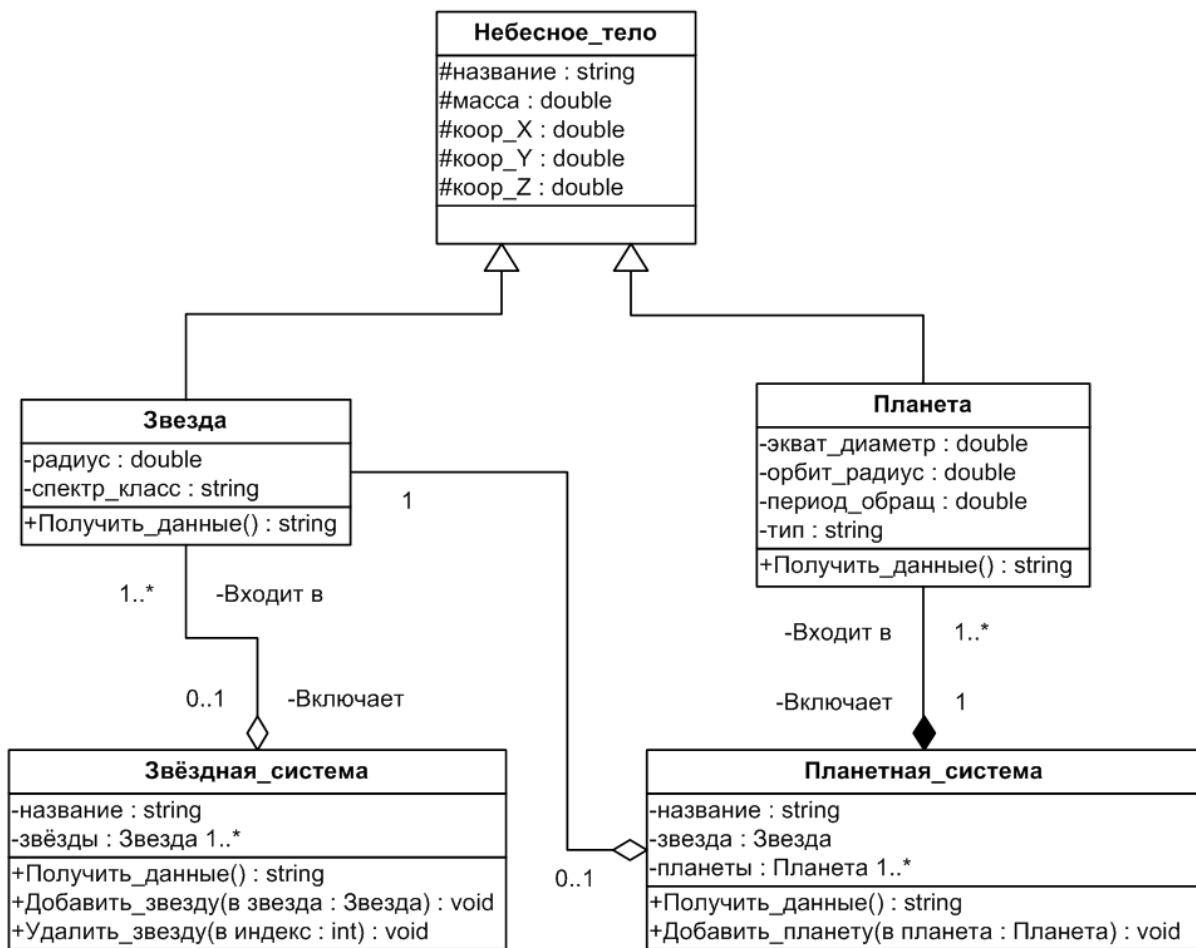 Небесное_тело
#название : string
#масса : double
#коор_X : double
#коор_Y : double
#коор_Z : double
Звезда
-радиус : double
-спектр_класс : string
+Получить_данные() : string
Планета
-экват_диаметр : double
-орбит_радиус : double
-период_обращ : double
-тип : string
+Получить_данные() : string
1
1..*
-Входит в
-Входит в
1..*
0..1
-Включает
-Включает
1
Звёздная_система
-название : string
-звёзды : Звезда 1..*
+Получить_данные() : string
+Добавить_звезду(в звезда : Звезда) : void
+Удалить_звезду(в индекс : int) : void
0..1
Планетная_система
-название : string
-звезда : Звезда
-планеты : Планета 1..*
+Получить_данные() : string
+Добавить_планету(в планета : Планета) : void